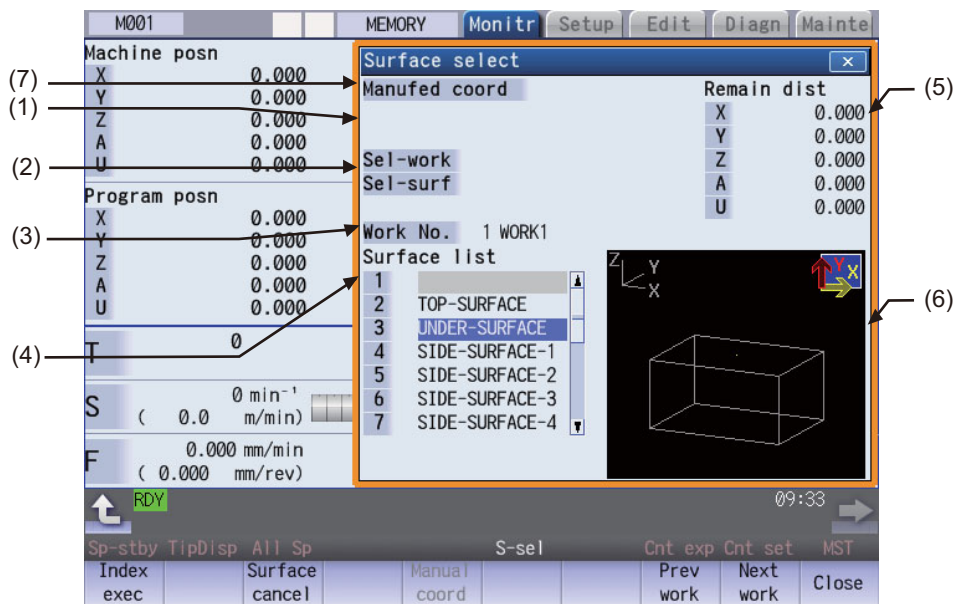 M001 MEMORY Monitr Setup Edit Diagn Mainte
Machine posn
X 0.000
Y 0.000
Z 0.000
A 0.000
U 0.000
Program posn
X 0.000
Y 0.000
Z 0.000
A 0.000
U 0.000
T 0
S 0 min⁻¹
( 0.0 m/min)
F 0.000 mm/min
( 0.000 mm/rev)
(7)
(1)
(2)
(3)
(4)
Surface select
Manufed coord
Sel-work
Sel-surf
Work No. 1 WORK1
Surface list
1
2 TOP-SURFACE
3 UNDER-SURFACE
4 SIDE-SURFACE-1
5 SIDE-SURFACE-2
6 SIDE-SURFACE-3
7 SIDE-SURFACE-4
Remain dist
X 0.000
Y 0.000
Z 0.000
A 0.000
U 0.000
Z Y
X
Y X
(5)
(6)
RDY 09:33
Sp-stby TipDisp All Sp S-sel Cnt exp Cnt set MST
Index exec
Surface cancel
Manual coord
Prev work
Next work
Close